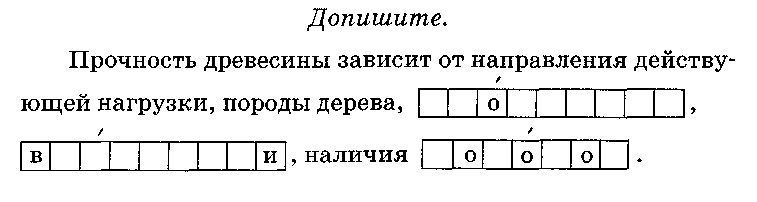 Допишите.
Прочность древесины зависит от направления действу-
ющей нагрузки, породы дерева, о ,
в и , наличия о о о .